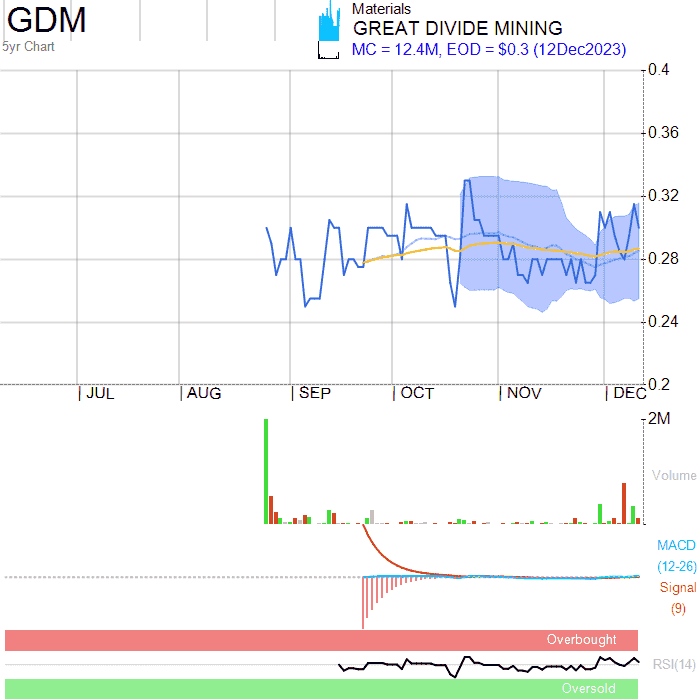 GDM
5yr Chart
Materials
GREAT DIVIDE MINING
MC = 12.4M, EOD = $0.3 (12Dec2023)
0.4
0.36
0.32
0.28
0.24
0.2
JUL AUG SEP OCT NOV DEC
2M
Volume
MACD
(12-26)
Signal
(9)
Overbought
RSI(14)
Oversold